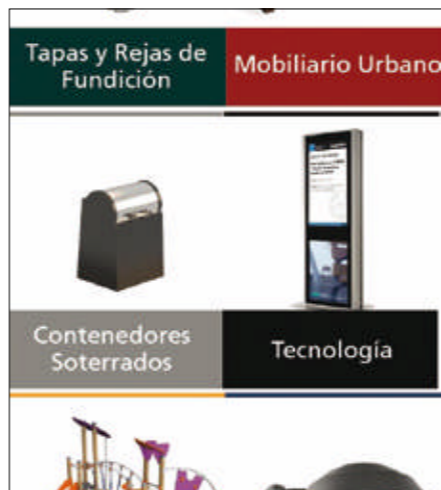 Tapas y Rejas de
Fundición
Mobiliario Urbano
Contenedores
Soterrados
Tecnología